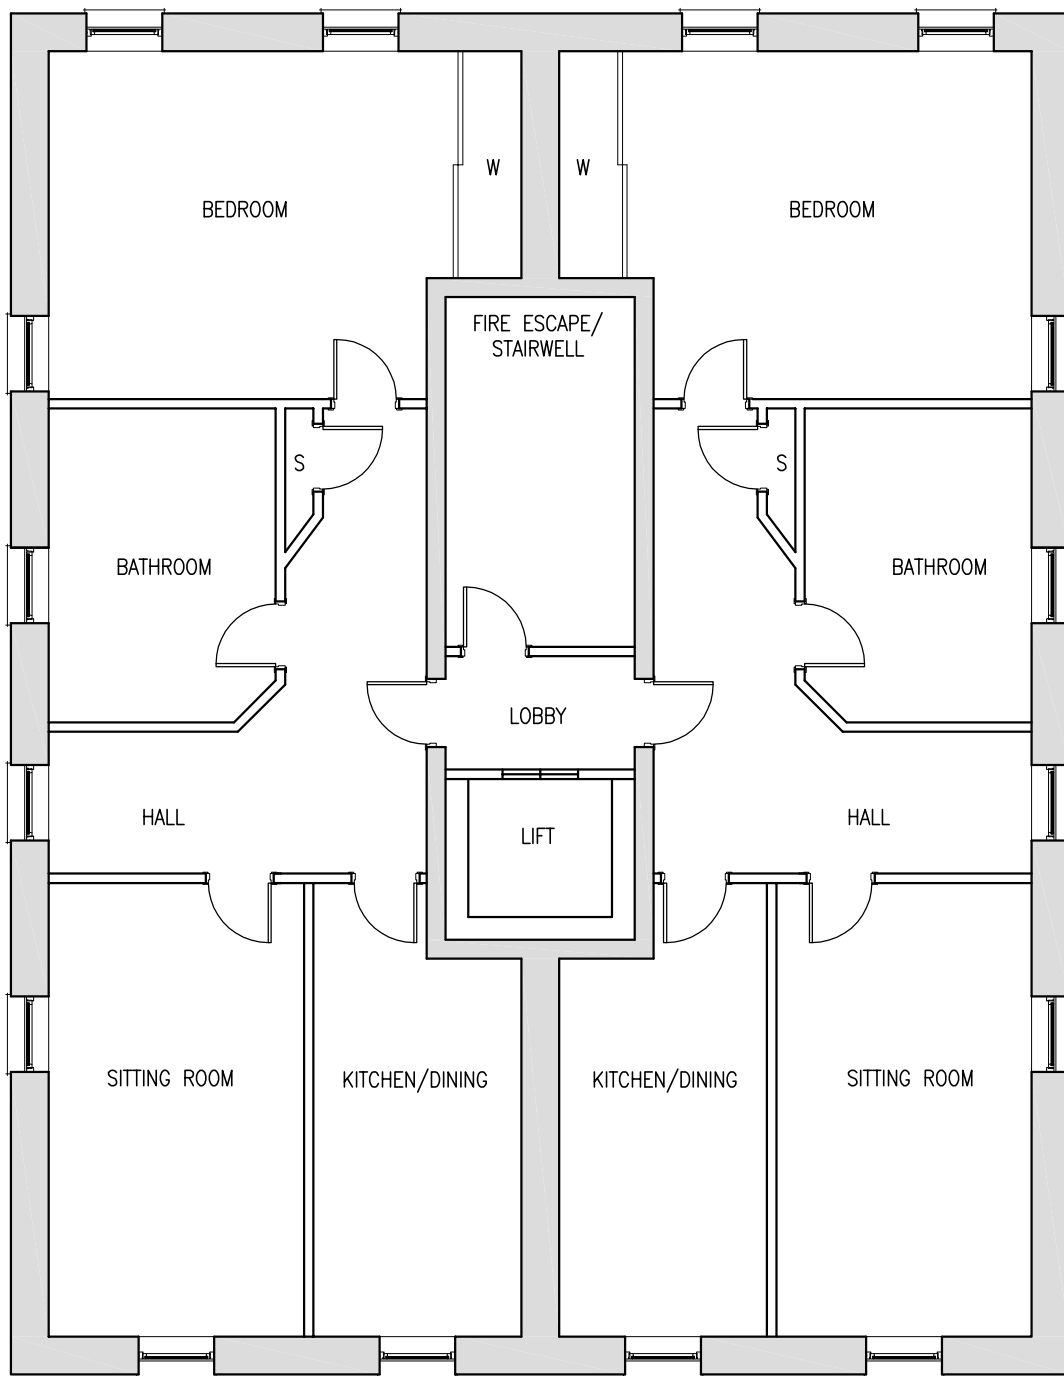 W
W
BEDROOM
BEDROOM
FIRE ESCAPE/
STAIRWELL
S
S
BATHROOM
BATHROOM
LOBBY
HALL
HALL
LIFT
SITTING ROOM
KITCHEN/DINING
KITCHEN/DINING
SITTING ROOM